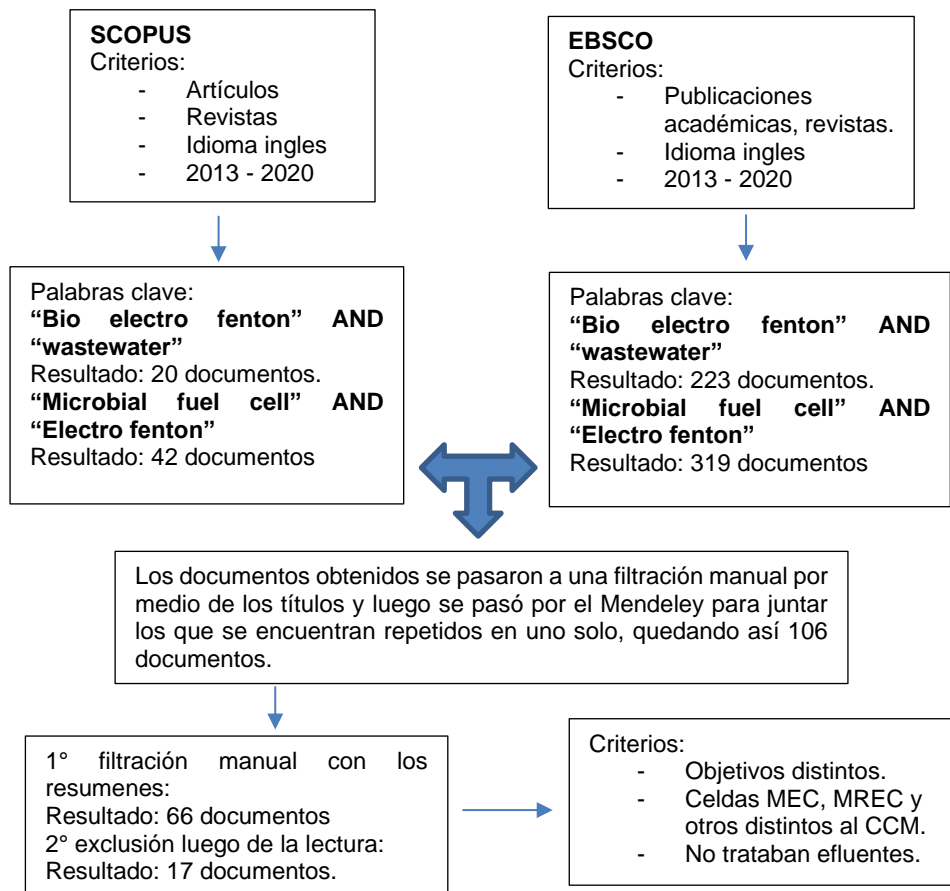 SCOPUS
Criterios:
- Artículos
- Revistas
- Idioma ingles
- 2013 - 2020
EBSCO
Criterios:
- Publicaciones
académicas, revistas.
- Idioma ingles
- 2013 - 2020
Palabras clave:
“Bio electro fenton” AND
“wastewater”
Resultado: 20 documentos.
“Microbial fuel cell” AND
“Electro fenton”
Resultado: 42 documentos
Palabras clave:
“Bio electro fenton” AND
“wastewater”
Resultado: 223 documentos.
“Microbial fuel cell” AND
“Electro fenton”
Resultado: 319 documentos
Los documentos obtenidos se pasaron a una filtración manual por
medio de los títulos y luego se pasó por el Mendeley para juntar
los que se encuentran repetidos en uno solo, quedando así 106
documentos.
1° filtración manual con los
resumenes:
Resultado: 66 documentos
2° exclusión luego de la lectura:
Resultado: 17 documentos.
Criterios:
- Objetivos distintos.
- Celdas MEC, MREC y
otros distintos al CCM.
- No trataban efluentes.